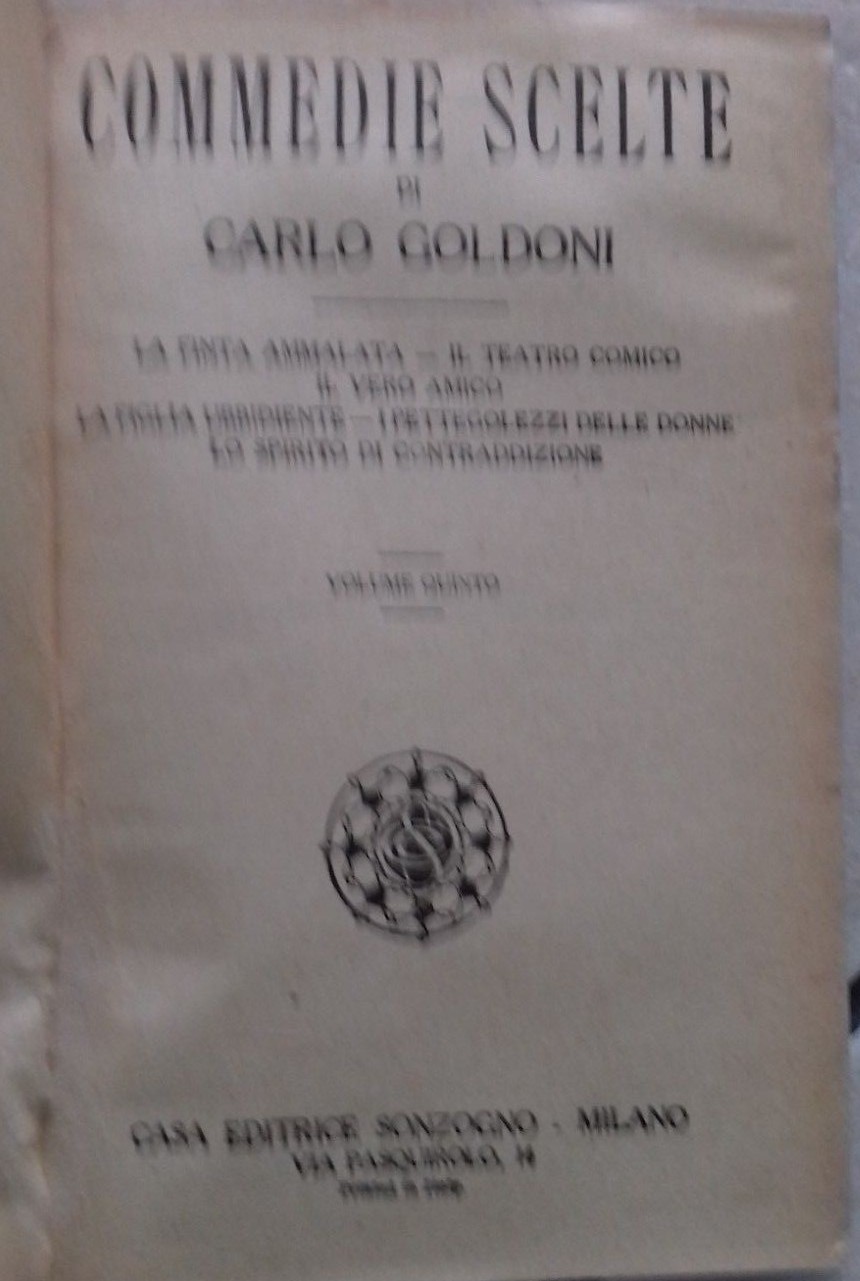 COMMEDIE SCELTE
DI
CARLO GOLDONI
LA FINTA AMMALATA — IL TEATRO COMICO
IL VERO AMICO
LA FIGLIA UBBIDIENTE — I PETTEGOLEZZI DELLE DONNE
LO SPIRITO DI CONTRADDIZIONE
VOLUME QUINTO
CASA EDITRICE SONZOGNO - MILANO
VIA PASQUIROLO, 14